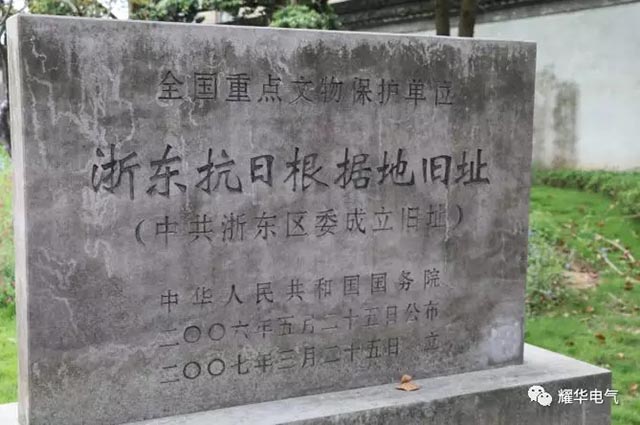 全国重点文物保护单位
浙东抗日根据地旧址
（中共浙东区委成立旧址）
中华人民共和国国务院
二〇〇六年五月二十五日公布
二〇〇七年三月二十五日 立
耀华电气